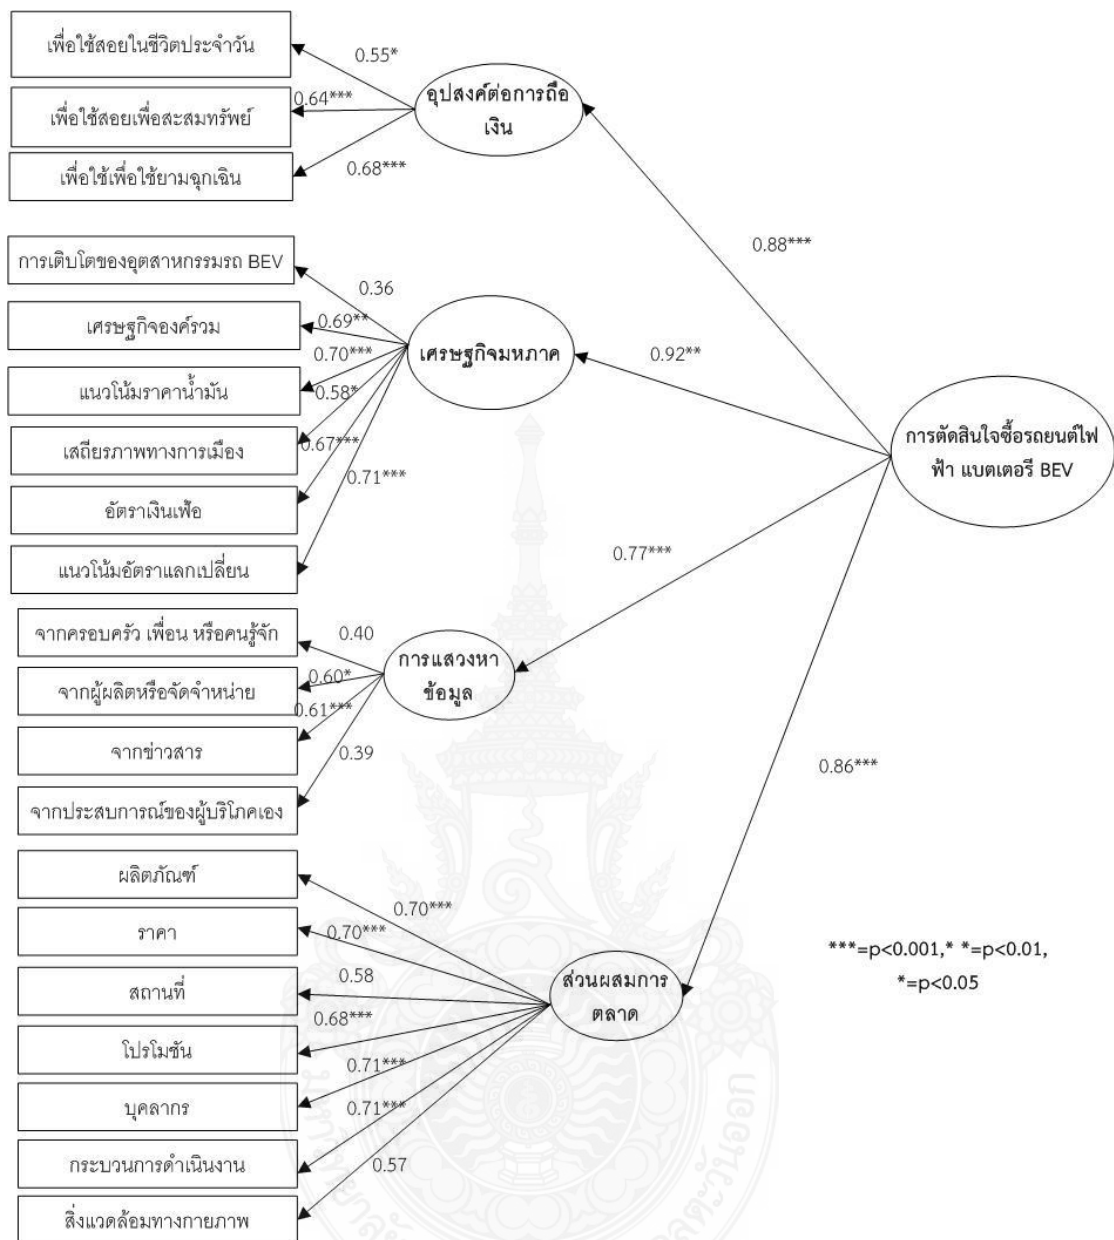 เพื่อใช้สอยในชีวิตประจำวัน
0.55*
เพื่อใช้สอยเพื่อสะสมทรัพย์
0.64***
เพื่อใช้เพื่อใช้ยามฉุกเฉิน
0.68***
อุปสงค์ต่อการถือ
เงิน
0.88***
การเติบโตของอุตสาหกรรมรถ BEV
0.36
เศรษฐกิจองค์รวม
0.69**
แนวโน้มราคาน้ำมัน
0.70***
เสถียรภาพทางการเมือง
0.58*
อัตราเงินเฟ้อ
0.67***
แนวโน้มอัตราแลกเปลี่ยน
0.71***
เศรษฐกิจมหภาค
0.92**
การตัดสินใจซื้อรถยนต์ไฟ
ฟ้า แบตเตอรี BEV
จากครอบครัว เพื่อน หรือคนรู้จัก
0.40
จากผู้ผลิตหรือจัดจำหน่าย
0.60*
จากข่าวสาร
0.61***
จากประสบการณ์ของผู้บริโภคเอง
0.39
การแสวงหา
ข้อมูล
0.77***
ผลิตภัณฑ์
0.70***
ราคา
0.70***
สถานที่
0.58
โปรโมชัน
0.68***
บุคลากร
0.71***
กระบวนการดำเนินงาน
0.71***
สิ่งแวดล้อมทางกายภาพ
0.57
ส่วนผสมการ
ตลาด
0.86***
***=p<0.001,* *=p<0.01,
*=p<0.05